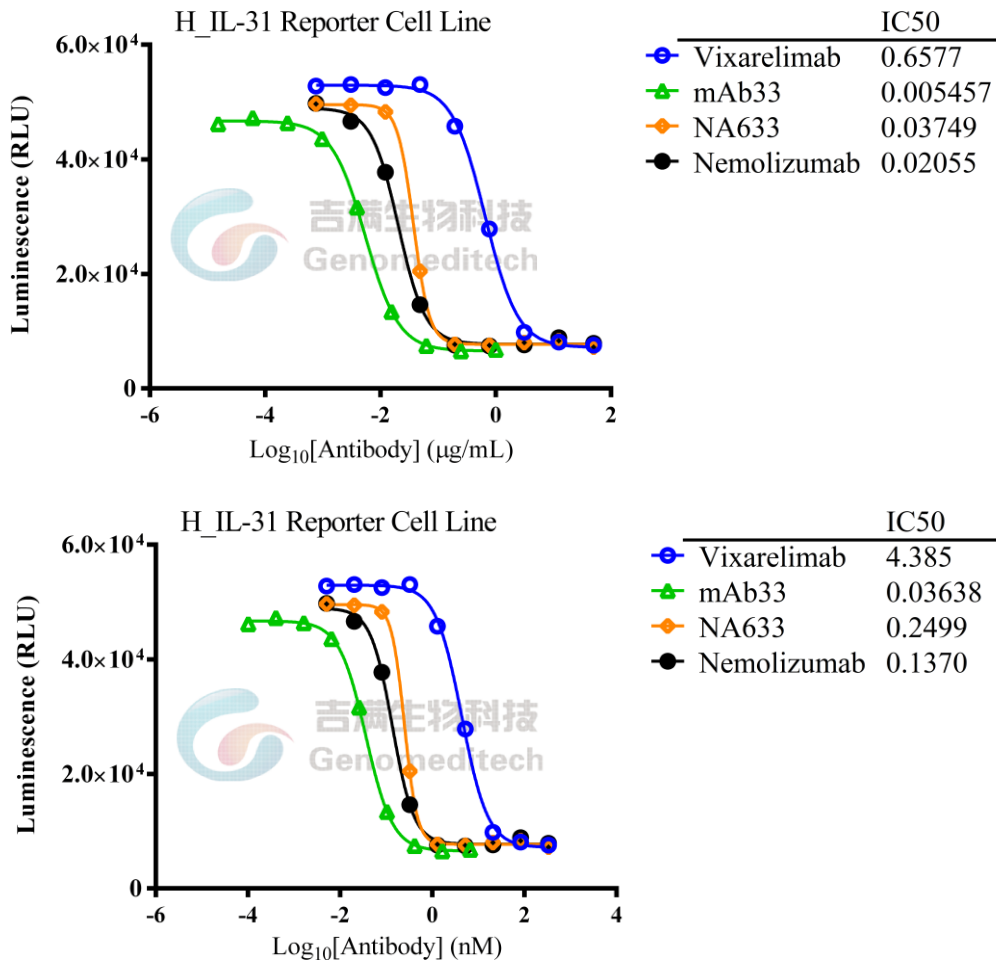 H_IL-31 Reporter Cell Line
IC50
Vixarelimab 0.6577
mAb33 0.005457
NA633 0.03749
Nemolizumab 0.02055
Luminescence (RLU)
6.0×10⁴
4.0×10⁴
2.0×10⁴
0
吉满生物科技
Genomeditech
-6 -4 -2 0 2
Log₁₀[Antibody] (μg/mL)
H_IL-31 Reporter Cell Line
IC50
Vixarelimab 4.385
mAb33 0.03638
NA633 0.2499
Nemolizumab 0.1370
Luminescence (RLU)
6.0×10⁴
4.0×10⁴
2.0×10⁴
0
吉满生物科技
Genomeditech
-6 -4 -2 0 2 4
Log₁₀[Antibody] (nM)